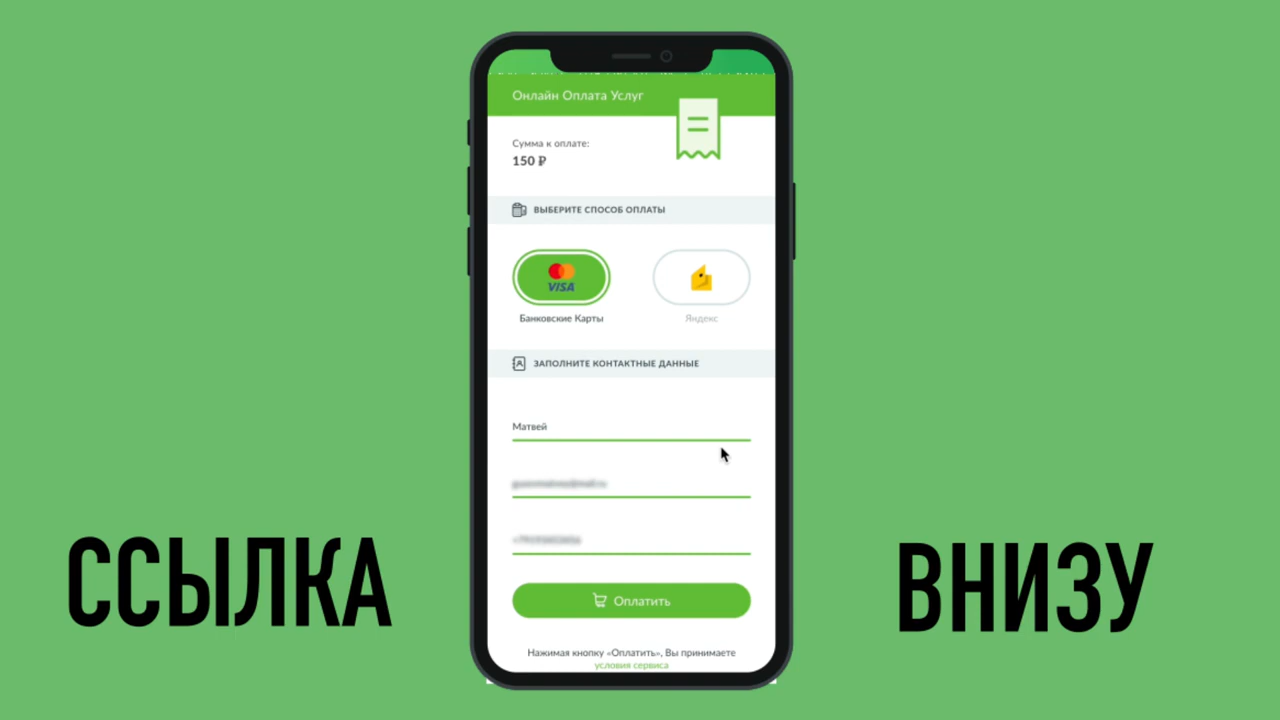 Онлайн Оплата Услуг
Сумма к оплате:
150 ₽
ВЫБЕРИТЕ СПОСОБ ОПЛАТЫ
VISA
Банковские Карты
Яндекс
ЗАПОЛНИТЕ КОНТАКТНЫЕ ДАННЫЕ
Матвей
ССЫЛКА
ВНИЗУ
Оплатить
Нажимая кнопку «Оплатить», Вы принимаете
условия сервиса